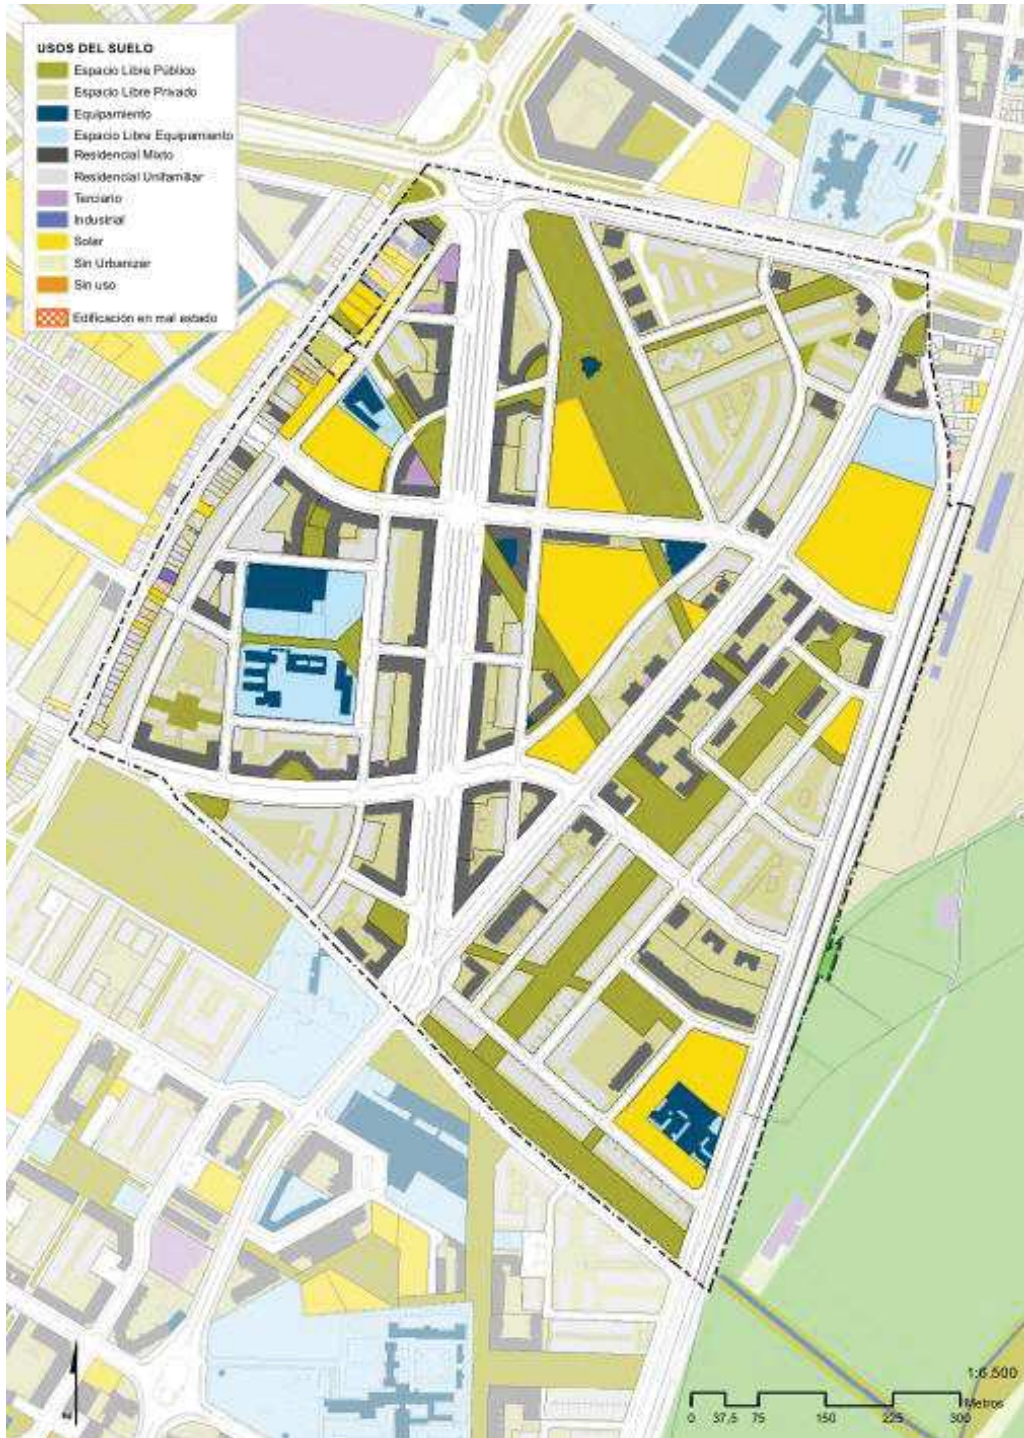 USOS DEL SUELO
Espacio Libre Público
Espacio Libre Privado
Equipamiento
Espacio Libre Equipamiento
Residencial Mixto
Residencial Unifamiliar
Terciario
Industrial
Solar
Sin Urbanizar
Sin uso
Edificación en mal estado
1:6.500
Metros
0 37,5 75 150 225 300